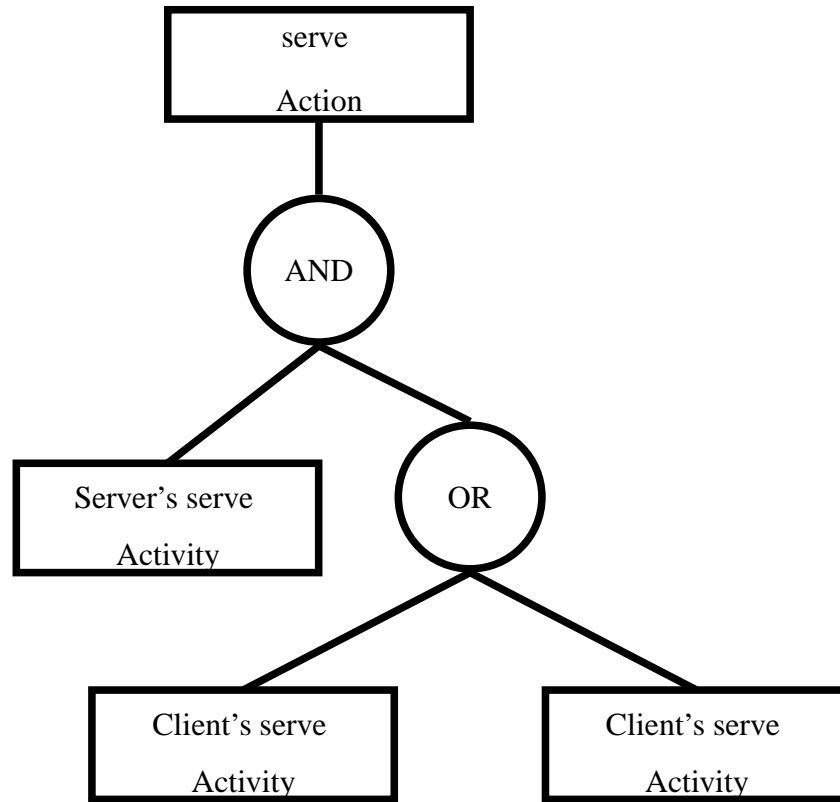 serve
Action
AND
Server’s serve
Activity
OR
Client’s serve
Activity
Client’s serve
Activity